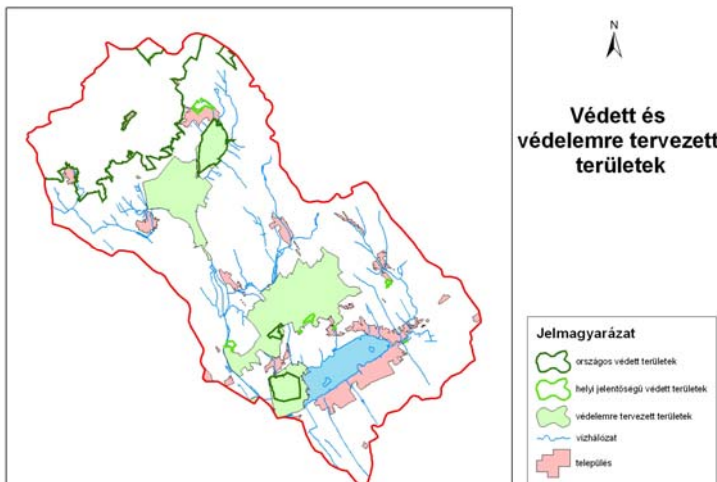 N
Védett és
védelemre tervezett
területek
Jelmagyarázat
országos védett területek
helyi jelentőségű védett területek
védelemre tervezett területek
vízhálózat
település